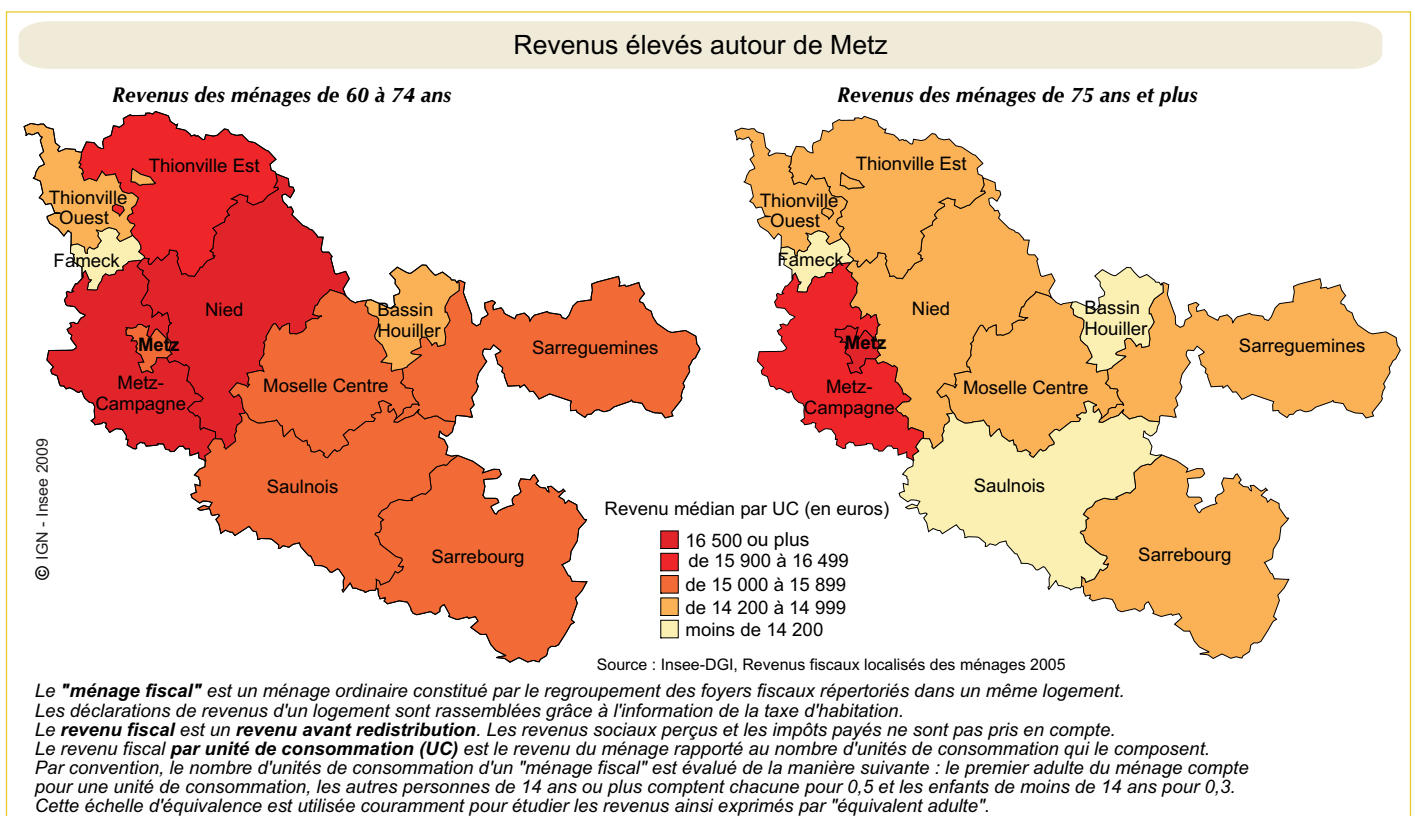 Revenus élevés autour de Metz
Revenus des ménages de 60 à 74 ans
Thionville Est
Thionville
Ouest
Fameck
Nied
Bassin
Houiller
Metz
Sarreguemines
Metz-
Campagne
Moselle Centre
Saulnois
Sarrebourg
© IGN - Insee 2009
Revenus des ménages de 75 ans et plus
Thionville Est
Thionville
Ouest
Fameck
Nied
Bassin
Houiller
Metz
Sarreguemines
Metz-
Campagne
Moselle Centre
Saulnois
Sarrebourg
Revenu médian par UC (en euros)
16 500 ou plus
de 15 900 à 16 499
de 15 000 à 15 899
de 14 200 à 14 999
moins de 14 200
Source : Insee-DGI, Revenus fiscaux localisés des ménages 2005
Le "ménage fiscal" est un ménage ordinaire constitué par le regroupement des foyers fiscaux répertoriés dans un même logement.
Les déclarations de revenus d'un logement sont rassemblées grâce à l'information de la taxe d'habitation.
Le revenu fiscal est un revenu avant redistribution. Les revenus sociaux perçus et les impôts payés ne sont pas pris en compte.
Le revenu fiscal par unité de consommation (UC) est le revenu du ménage rapporté au nombre d'unités de consommation qui le composent.
Par convention, le nombre d'unités de consommation d'un "ménage fiscal" est évalué de la manière suivante : le premier adulte du ménage compte
pour une unité de consommation, les autres personnes de 14 ans ou plus comptent chacune pour 0,5 et les enfants de moins de 14 ans pour 0,3.
Cette échelle d'équivalence est utilisée couramment pour étudier les revenus ainsi exprimés par "équivalent adulte".